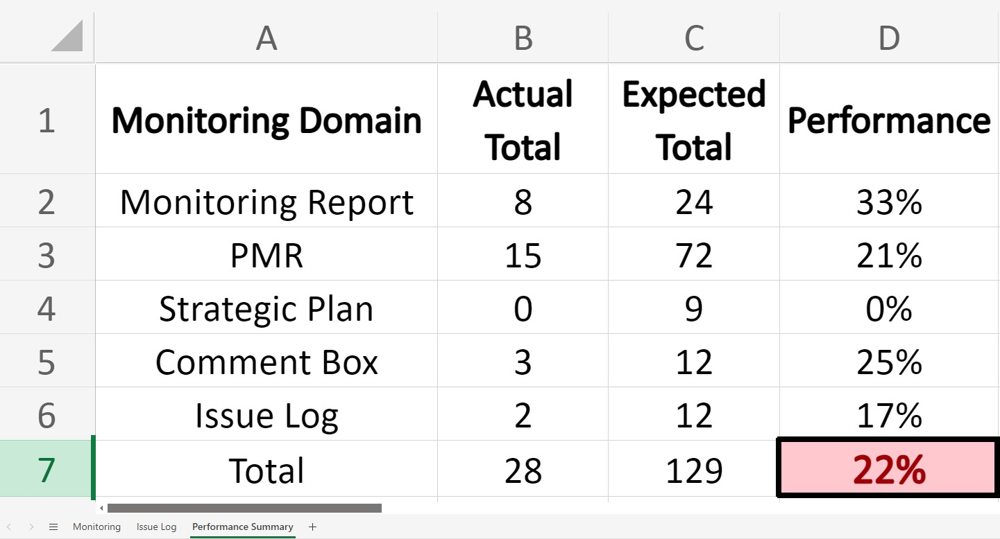 A B C D
1 Monitoring Domain Actual Total Expected Total Performance
2 Monitoring Report 8 24 33%
3 PMR 15 72 21%
4 Strategic Plan 0 9 0%
5 Comment Box 3 12 25%
6 Issue Log 2 12 17%
7 Total 28 129 22%
Monitoring Issue Log Performance Summary +